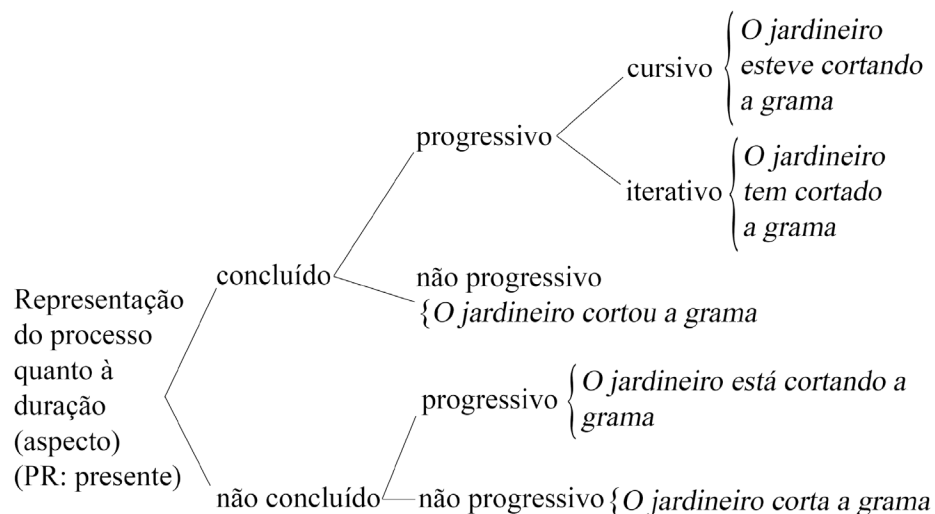 Representação
do processo
quanto à
duração
(aspecto)
(PR: presente)
concluído
progressivo
cursivo
O jardineiro
esteve cortando
a grama
iterativo
O jardineiro
tem cortado
a grama
não progressivo
{O jardineiro cortou a grama
não concluído
progressivo
O jardineiro está cortando a
grama
não progressivo {O jardineiro corta a grama